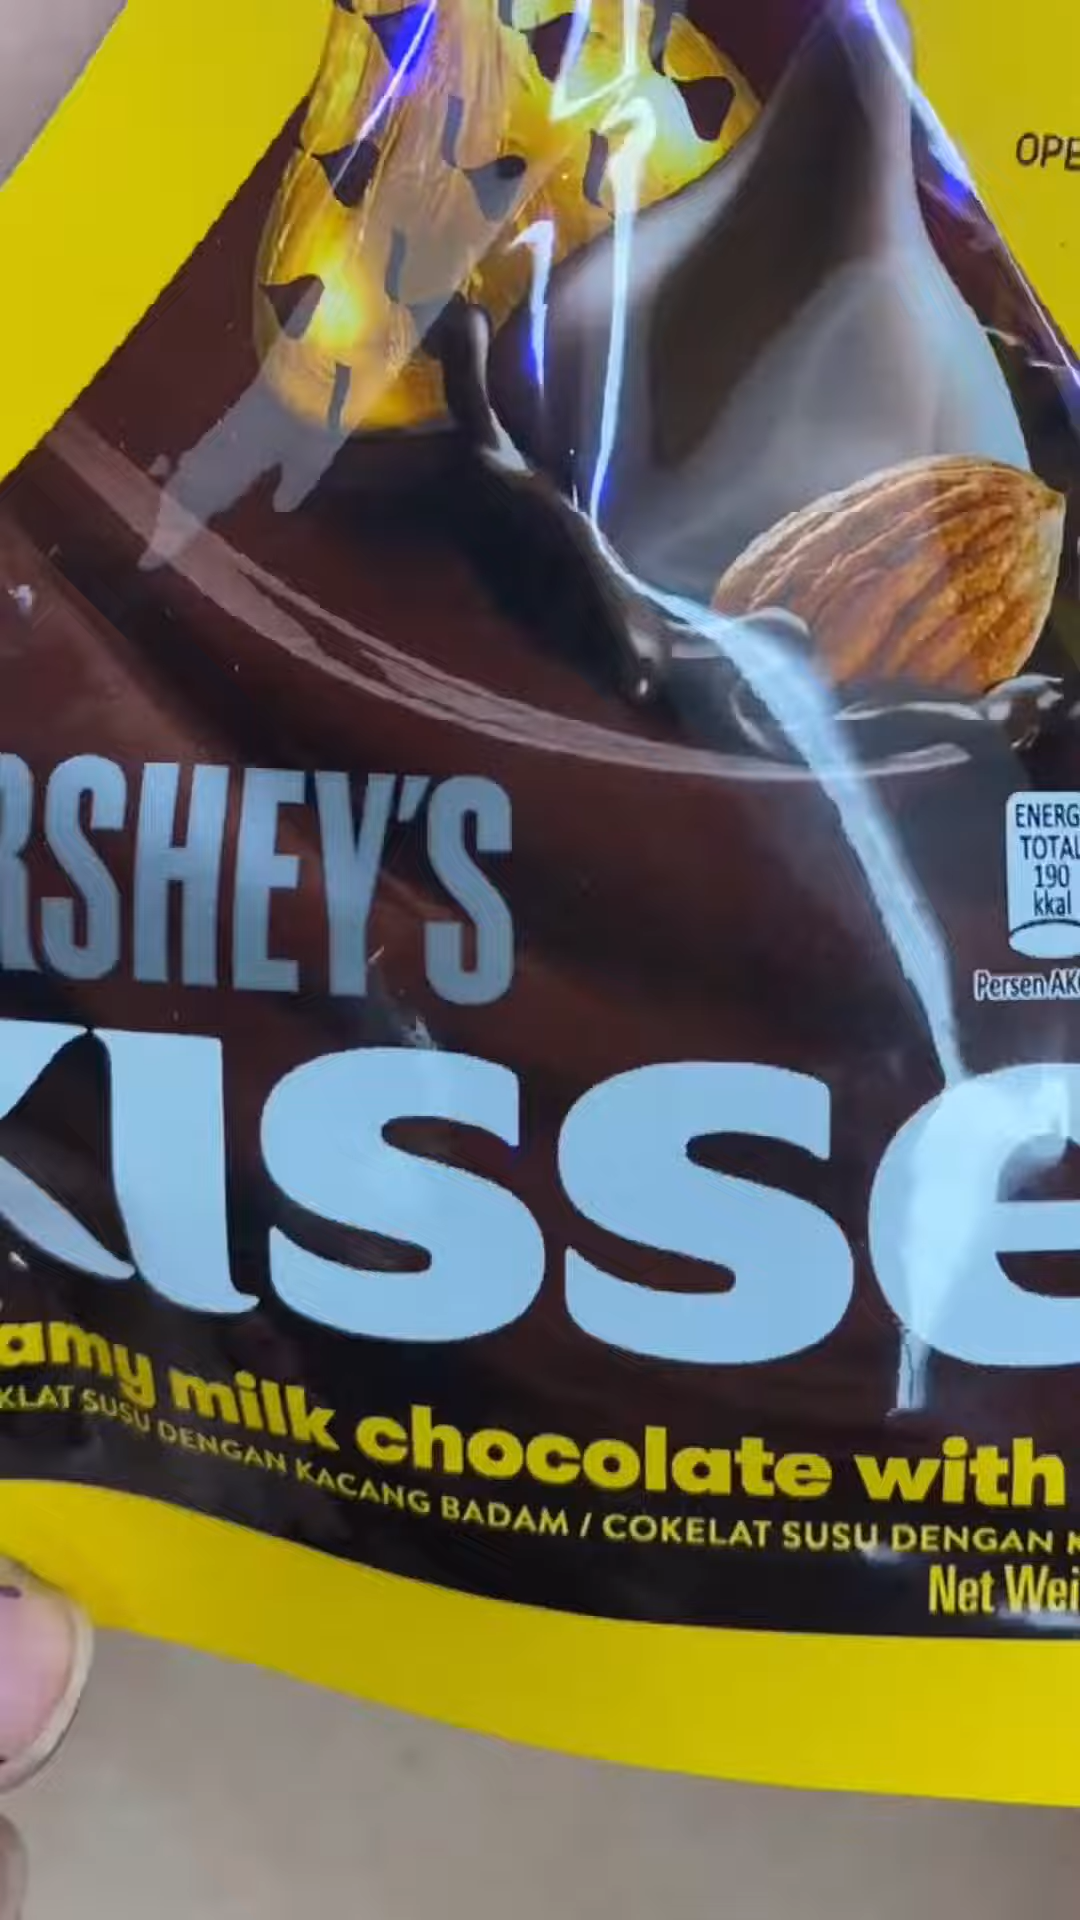 OPE
RSHEY'S
ENERG
TOTAL
190
kkal
Persen AK
KISSE
amy milk chocolate with
KLAT SUSU DENGAN KACANG BADAM / COKELAT SUSU DENGAN K
Net Wei